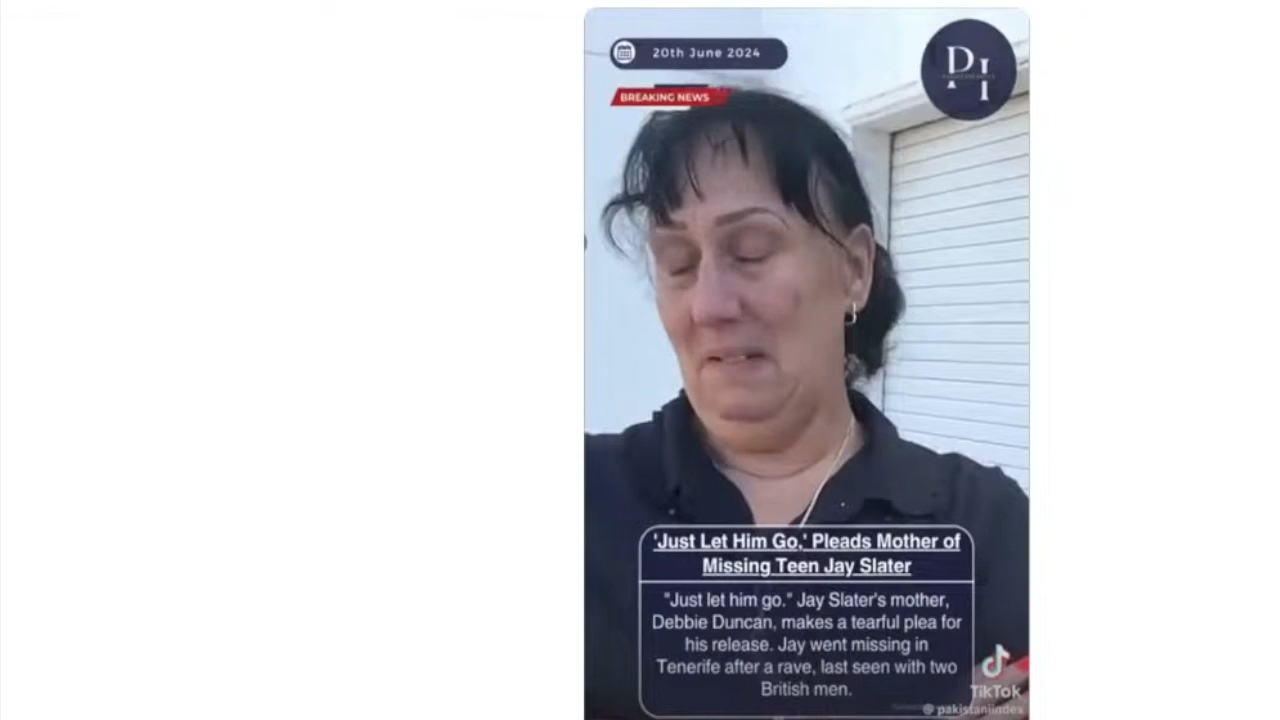 20th June 2024
BREAKING NEWS
PI
'Just Let Him Go,' Pleads Mother of
Missing Teen Jay Slater
"Just let him go." Jay Slater's mother,
Debbie Duncan, makes a tearful plea for
his release. Jay went missing in
Tenerife after a rave, last seen with two
British men.
TikTok
@ pakistaniindex